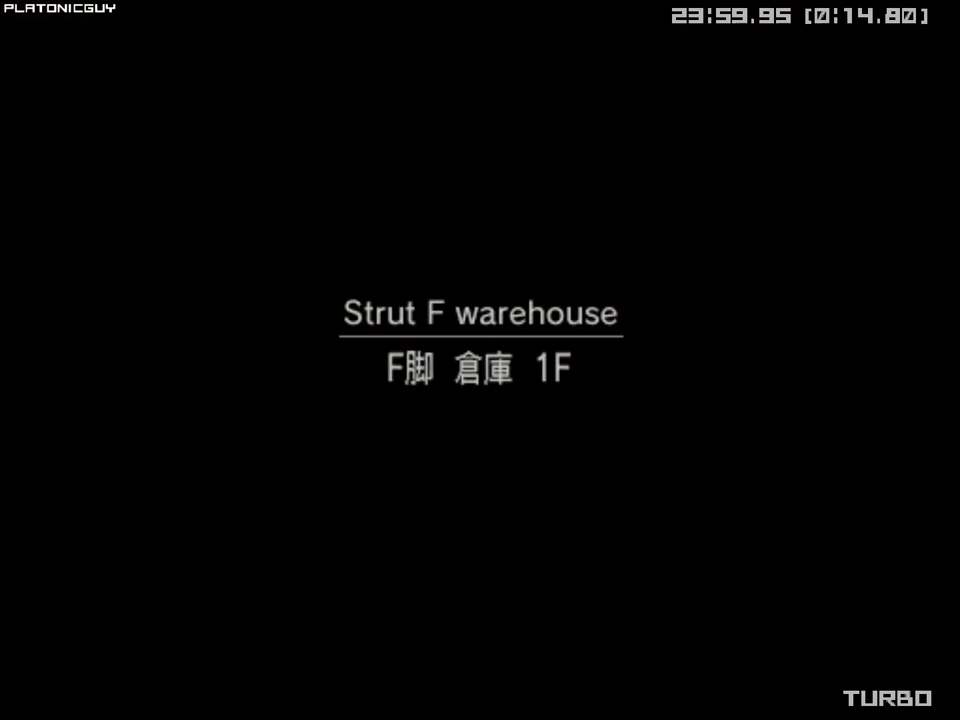 PLATONICGUY
23:59.95 [0:14.80]
Strut F warehouse
F脚 倉庫 1F
TURBO